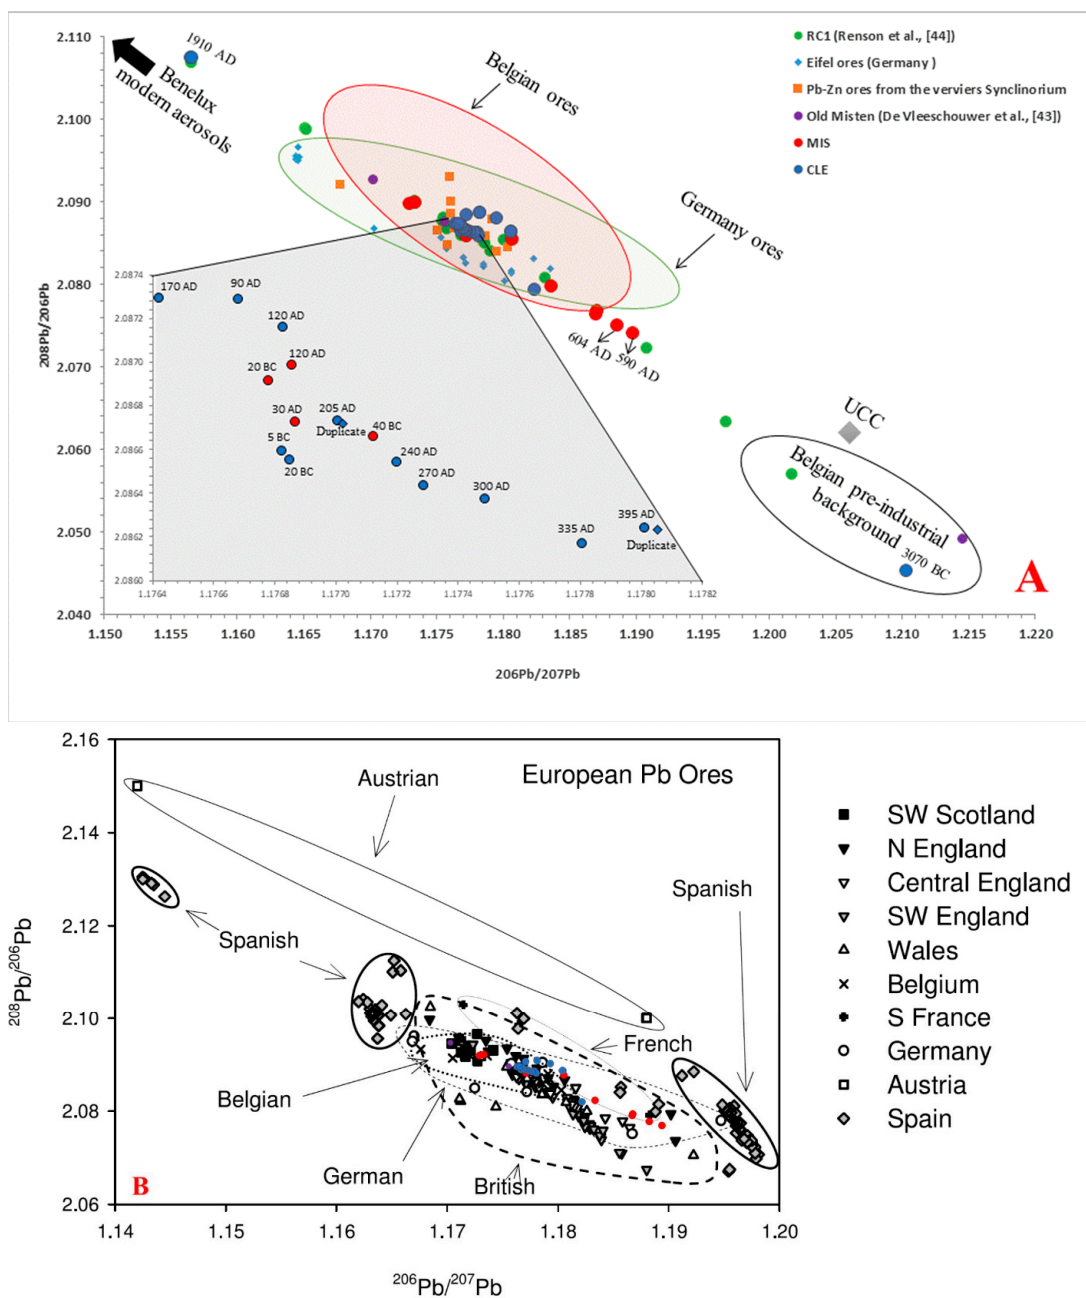 2.110
2.100
2.090
2.080
2.070
2.060
2.050
2.040
208Pb/206Pb
1.150
1.155
1.160
1.165
1.170
1.175
1.180
1.185
1.190
1.195
1.200
1.205
1.210
1.215
1.220
206Pb/207Pb
1910 AD
Benelux
modern aerosols
Belgian ores
Germany ores
RC1 (Renson et al., [44])
Eifel ores (Germany )
Pb-Zn ores from the verviers Synclinorium
Old Misten (De Vleeschouwer et al., [43])
MIS
CLE
604 AD
590 AD
UCC
Belgian pre-industrial
background
3070 BC
A
2.0874
2.0872
2.0870
2.0868
2.0866
2.0864
2.0862
2.0860
1.1764
1.1766
1.1768
1.1770
1.1772
1.1774
1.1776
1.1778
1.1780
1.1782
170 AD
90 AD
120 AD
120 AD
20 BC
30 AD
205 AD
Duplicate
40 BC
5 BC
20 BC
240 AD
270 AD
300 AD
335 AD
395 AD
Duplicate
2.16
2.14
2.12
2.10
2.08
2.06
208Pb/206Pb
1.14
1.15
1.16
1.17
1.18
1.19
1.20
206Pb/207Pb
European Pb Ores
Austrian
Spanish
Spanish
French
Belgian
German
British
B
SW Scotland
N England
Central England
SW England
Wales
Belgium
S France
Germany
Austria
Spain